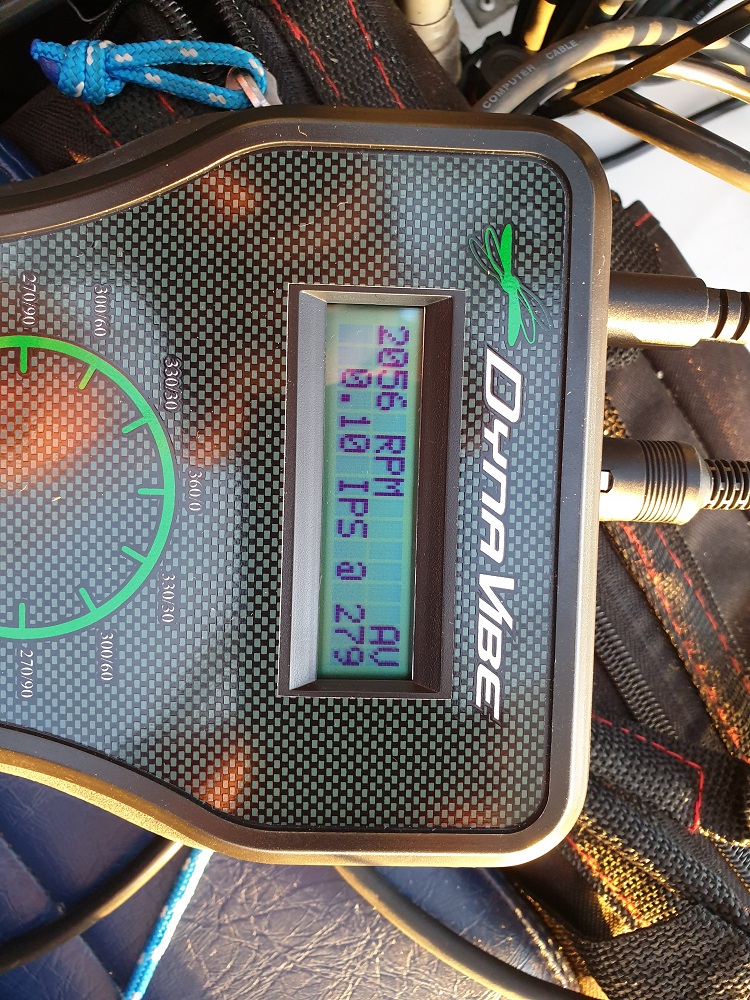 COMPUTER CABLE
DYNAVIBE
2056 RPM AV
0.10 IPS @ 279
270/90
300/60
330/30
360/0
330/30
300/60
270/90